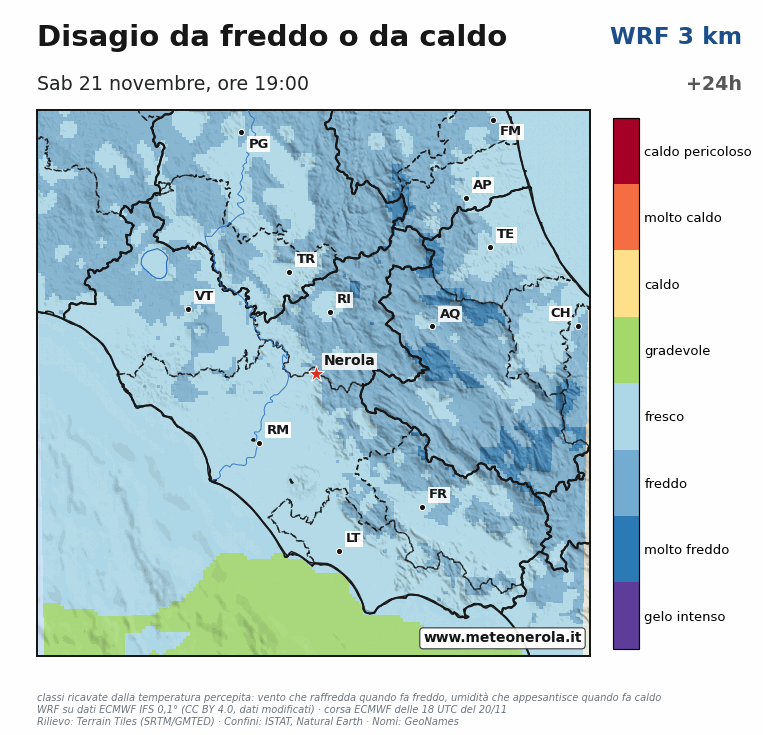 Disagio da freddo o da caldo
WRF 3 km
Sab 21 novembre, ore 19:00
+24h
PG
FM
AP
TE
TR
VT
RI
AQ
CH
Nerola
RM
FR
LT
www.meteonerola.it
caldo pericoloso
molto caldo
caldo
gradevole
fresco
freddo
molto freddo
gelo intenso
classi ricavate dalla temperatura percepita: vento che raffredda quando fa freddo, umidità che appesantisce quando fa caldo
WRF su dati ECMWF IFS 0,1° (CC BY 4.0, dati modificati) · corsa ECMWF delle 18 UTC del 20/11
Rilievo: Terrain Tiles (SRTM/GMTED) · Confini: ISTAT, Natural Earth · Nomi: GeoNames